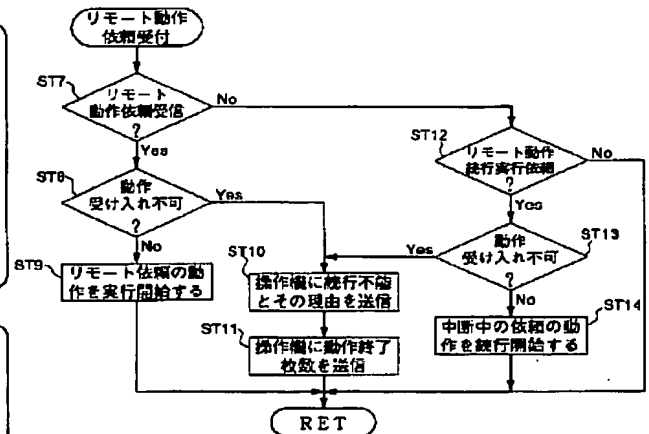 リモート動作
依頼受付
ST7
リモート
動作依頼受信
?
No
Yes
ST8
動作
受け入れ不可
?
Yes
No
ST9
リモート依頼の動
作を実行開始する
ST10
操作機に続行不能
とその理由を送信
ST11
操作機に動作終了
枚数を送信
ST12
リモート動作
続行実行依頼
?
No
Yes
ST13
動作
受け入れ不可
?
Yes
No
ST14
中断中の依頼の動
作を続行開始する
RET